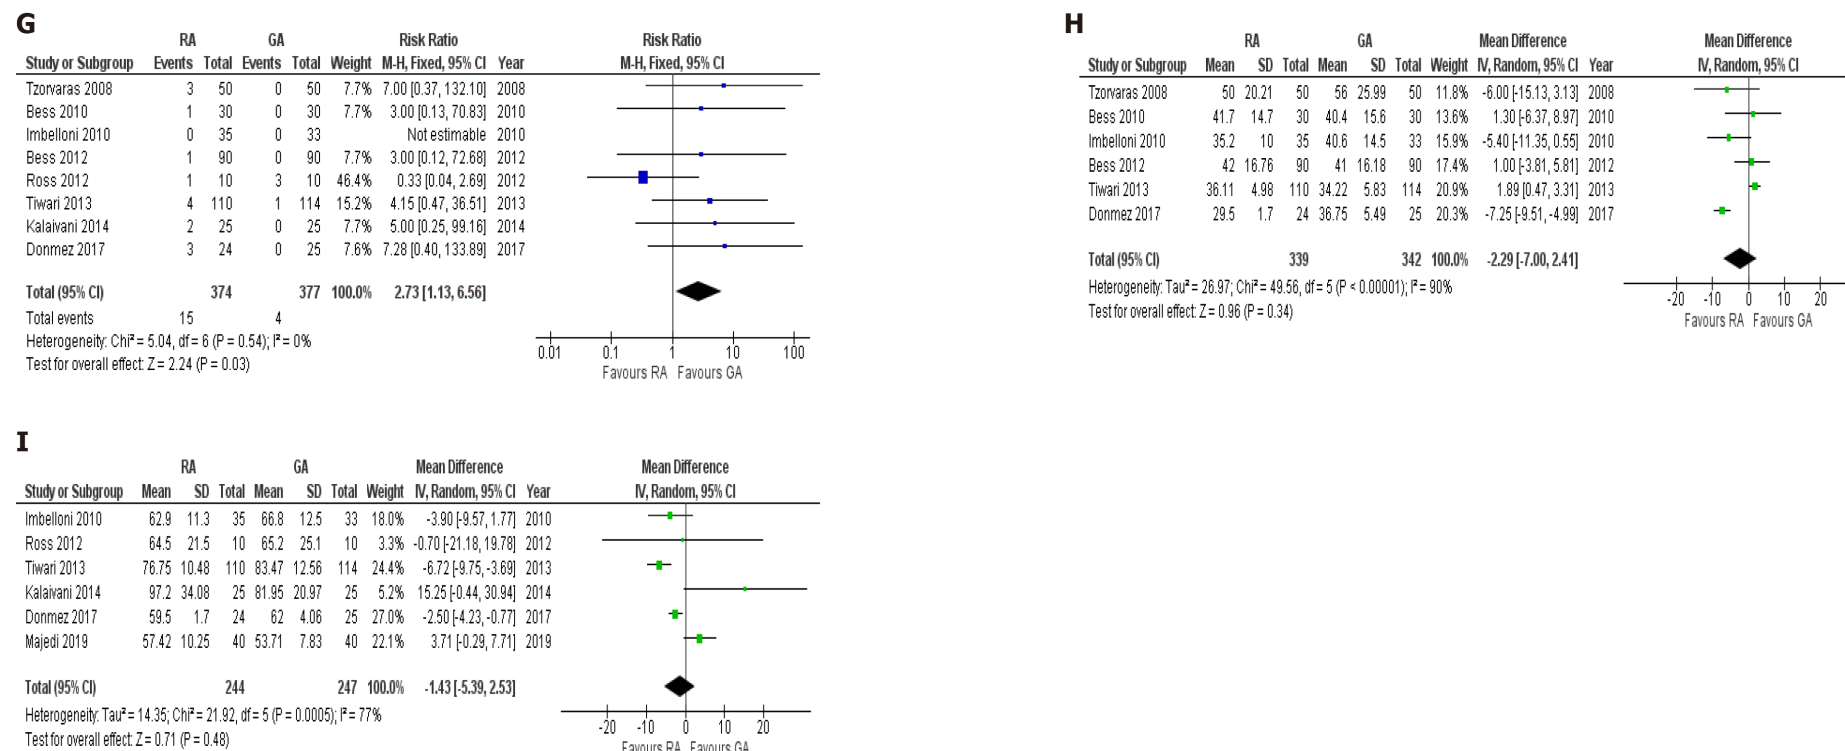 G
RA GA Risk Ratio Risk Ratio
Study or Subgroup Events Total Events Total Weight M-H, Fixed, 95% CI Year M-H, Fixed, 95% CI
Tzorvaras 2008 3 50 0 50 7.7% 7.00 [0.37, 132.10] 2008
Bess 2010 1 30 0 30 7.7% 3.00 [0.13, 70.83] 2010
Imbelloni 2010 0 35 0 33 Not estimable 2010
Bess 2012 1 90 0 90 7.7% 3.00 [0.12, 72.68] 2012
Ross 2012 1 10 3 10 46.4% 0.33 [0.04, 2.69] 2012
Tiwari 2013 4 110 1 114 15.2% 4.15 [0.47, 36.51] 2013
Kalaivani 2014 2 25 0 25 7.7% 5.00 [0.25, 99.16] 2014
Donmez 2017 3 24 0 25 7.6% 7.28 [0.40, 133.89] 2017
Total (95% CI) 374 377 100.0% 2.73 [1.13, 6.56]
Total events 15 4
Heterogeneity: Chi² = 5.04, df = 6 (P = 0.54); I² = 0%
Test for overall effect: Z = 2.24 (P = 0.03)
0.01 0.1 1 10 100
Favours RA Favours GA
H
RA GA Mean Difference Mean Difference
Study or Subgroup Mean SD Total Mean SD Total Weight IV, Random, 95% CI Year IV, Random, 95% CI
Tzorvaras 2008 50 20.21 50 56 25.99 50 11.8% -6.00 [-15.13, 3.13] 2008
Bess 2010 41.7 14.7 30 40.4 15.6 30 13.6% 1.30 [-6.37, 8.97] 2010
Imbelloni 2010 35.2 10 35 40.6 14.5 33 15.9% -5.40 [-11.35, 0.55] 2010
Bess 2012 42 16.76 90 41 16.18 90 17.4% 1.00 [-3.81, 5.81] 2012
Tiwari 2013 36.11 4.98 110 34.22 5.83 114 20.9% 1.89 [0.47, 3.31] 2013
Donmez 2017 29.5 1.7 24 36.75 5.49 25 20.3% -7.25 [-9.51, -4.99] 2017
Total (95% CI) 339 342 100.0% -2.29 [-7.00, 2.41]
Heterogeneity: Tau² = 26.97; Chi² = 49.56, df = 5 (P < 0.00001); I² = 90%
Test for overall effect: Z = 0.96 (P = 0.34)
-20 -10 0 10 20
Favours RA Favours GA
I
RA GA Mean Difference Mean Difference
Study or Subgroup Mean SD Total Mean SD Total Weight IV, Random, 95% CI Year IV, Random, 95% CI
Imbelloni 2010 62.9 11.3 35 66.8 12.5 33 18.0% -3.90 [-9.57, 1.77] 2010
Ross 2012 64.5 21.5 10 65.2 25.1 10 3.3% -0.70 [-21.18, 19.78] 2012
Tiwari 2013 76.75 10.48 110 83.47 12.56 114 24.4% -6.72 [-9.75, -3.69] 2013
Kalaivani 2014 97.2 34.08 25 81.95 20.97 25 5.2% 15.25 [-0.44, 30.94] 2014
Donmez 2017 59.5 1.7 24 62 4.06 25 27.0% -2.50 [-4.23, -0.77] 2017
Majedi 2019 57.42 10.25 40 53.71 7.83 40 22.1% 3.71 [-0.29, 7.71] 2019
Total (95% CI) 244 247 100.0% -1.43 [-5.39, 2.53]
Heterogeneity: Tau² = 14.35; Chi² = 21.92, df = 5 (P = 0.0005); I² = 77%
Test for overall effect: Z = 0.71 (P = 0.48)
-20 -10 0 10 20
Favours RA Favours GA